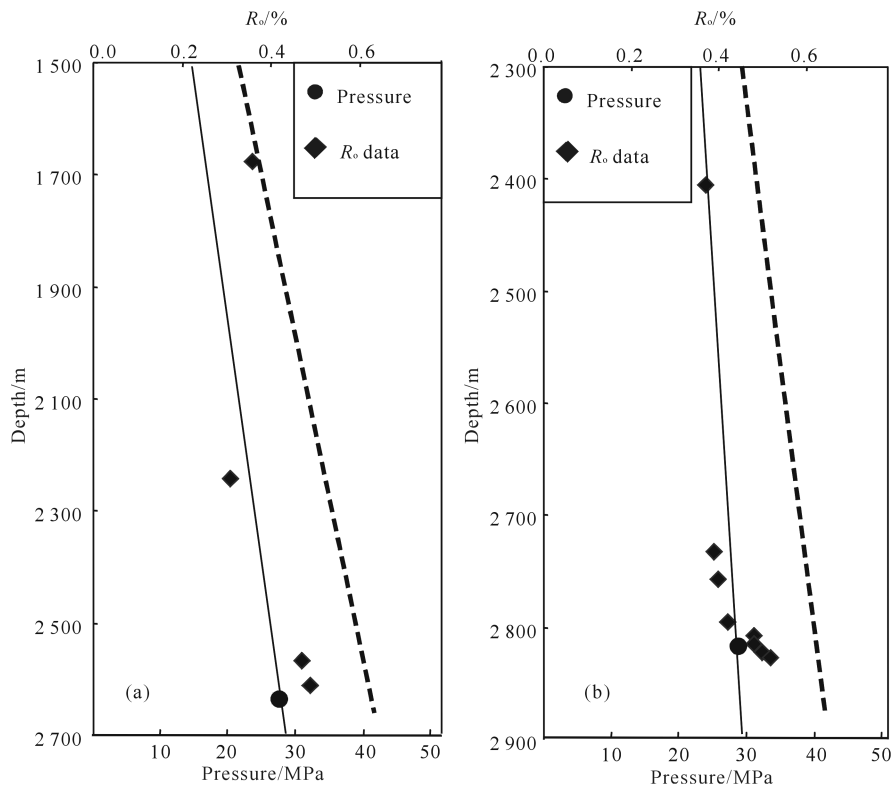 Rₒ/%
0.0 0.2 0.4 0.6
1 500
1 700
1 900
2 100
2 300
2 500
2 700
Depth/m
Pressure
Rₒ data
(a)
10 20 30 40 50
Pressure/MPa
Rₒ/%
0.0 0.2 0.4 0.6
2 300
2 400
2 500
2 600
2 700
2 800
2 900
Depth/m
Pressure
Rₒ data
(b)
10 20 30 40 50
Pressure/MPa